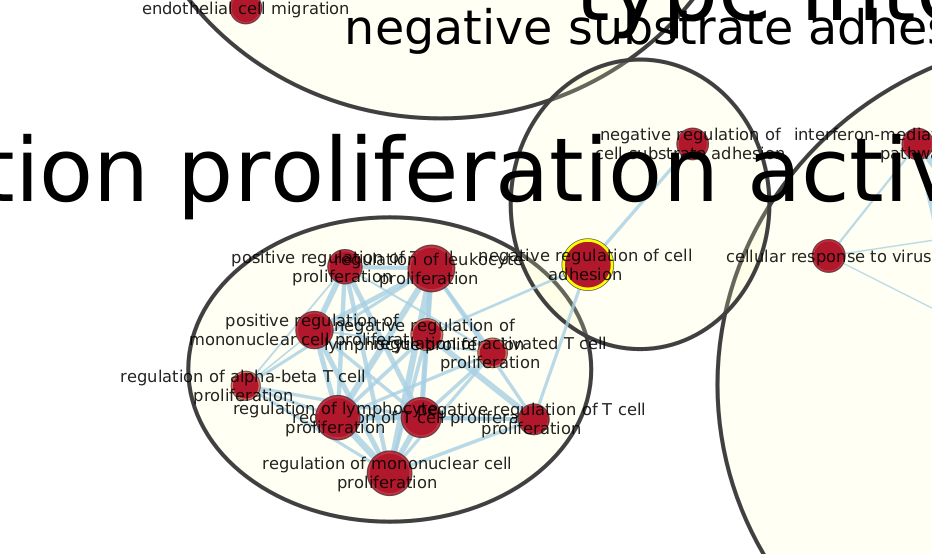 endothelial cell migration
type inte
negative substrate adhes
tion proliferation activ
negative regulation of
cell-substrate adhesion
interferon-media
pathwa
positive regulation of T cell
proliferation
regulation of leukocyte
proliferation
negative regulation of cell
adhesion
cellular response to virus
positive regulation of
mononuclear cell proliferation
negative regulation of
lymphocyte proliferation
regulation of activated T cell
proliferation
regulation of alpha-beta T cell
proliferation
regulation of lymphocyte
proliferation
regulation of T cell proliferation
negative regulation of T cell
proliferation
regulation of mononuclear cell
proliferation